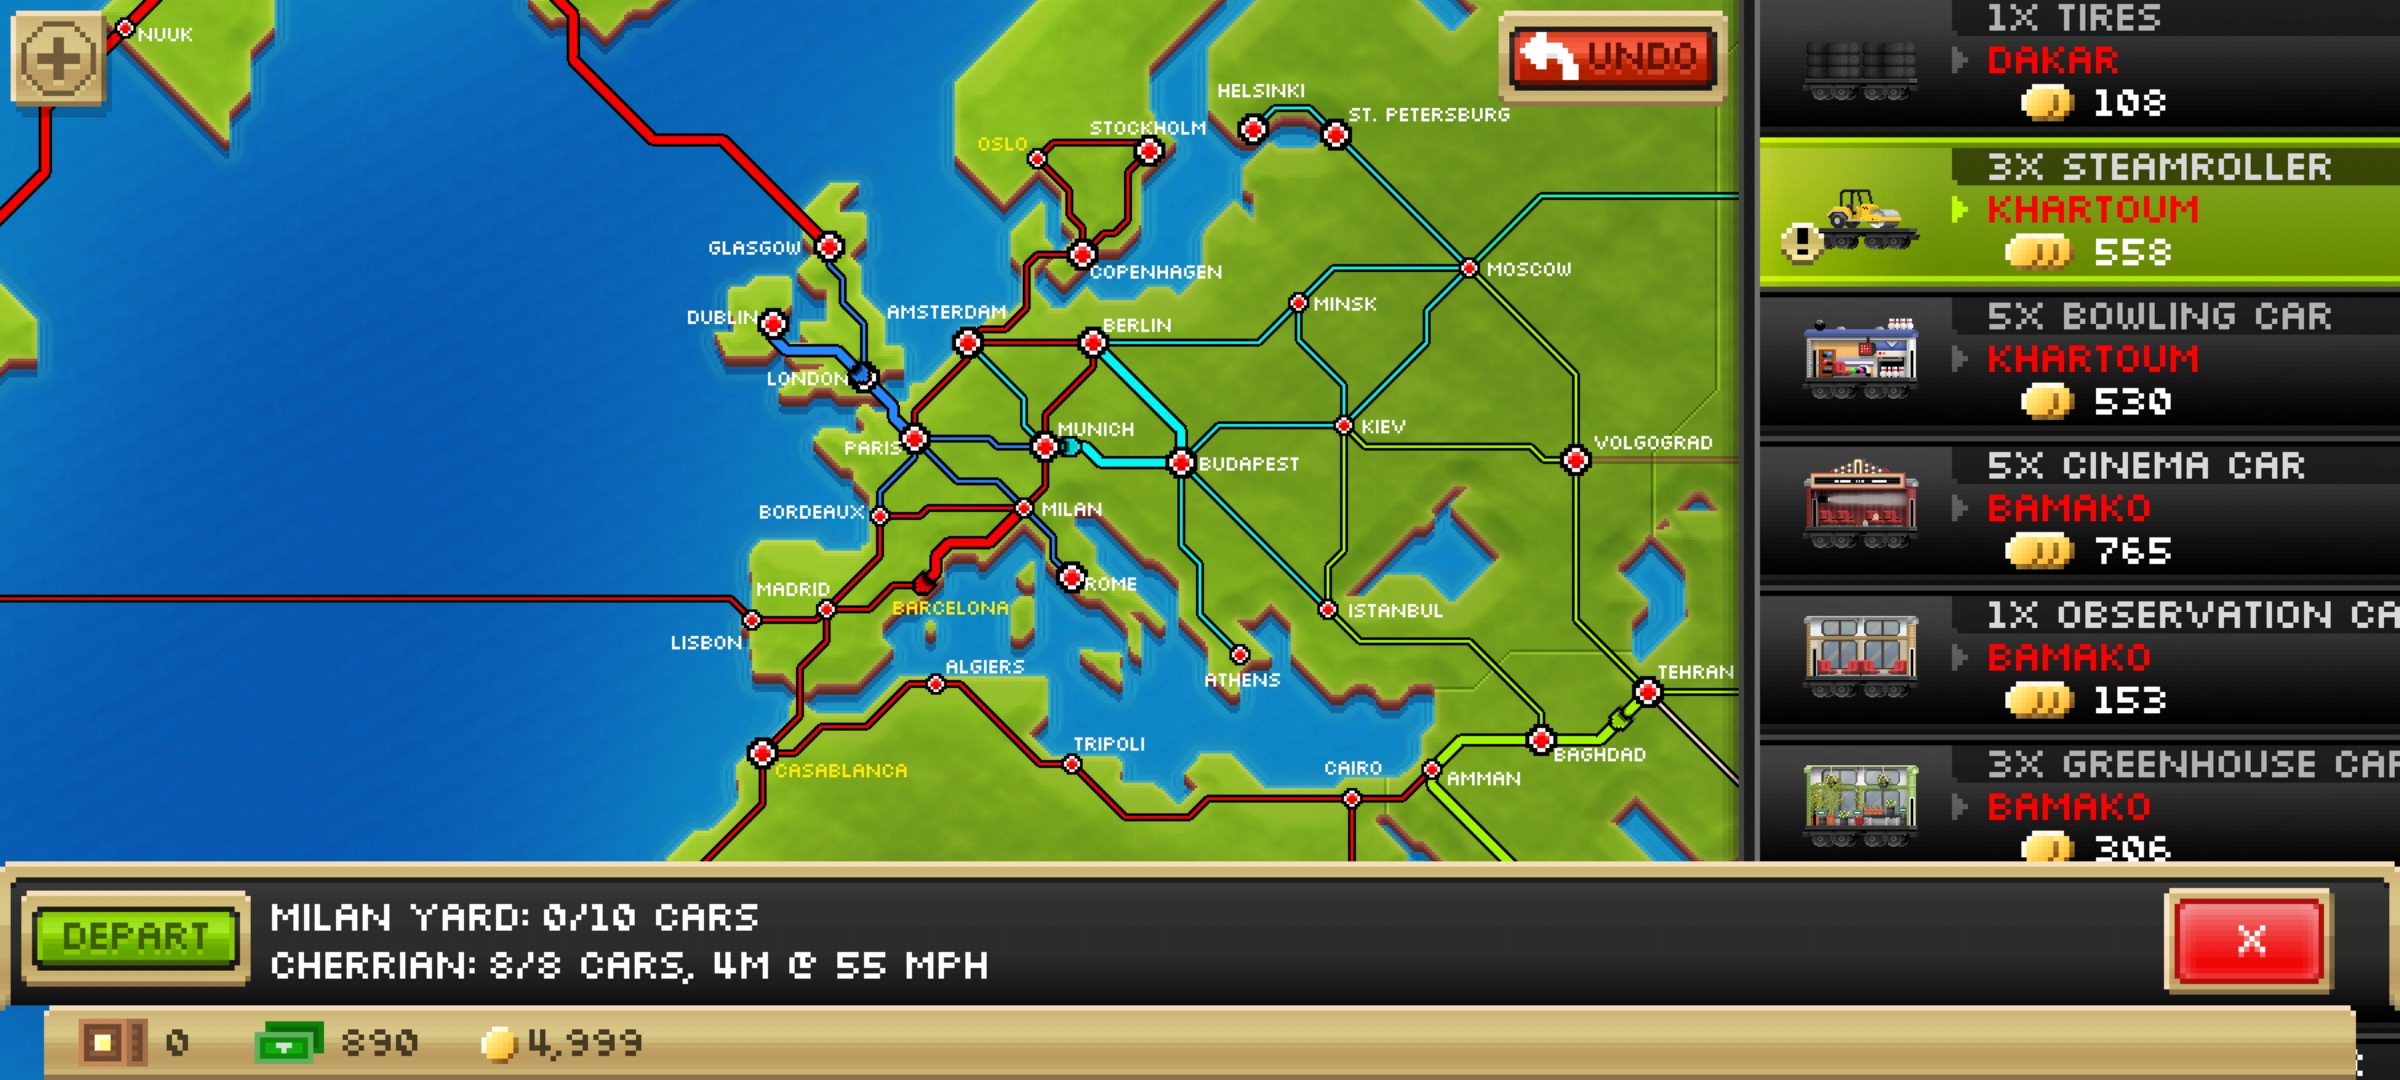 NUUK
UNDO
HELSINKI
ST. PETERSBURG
STOCKHOLM
OSLO
GLASGOW
MOSCOW
COPENHAGEN
MINSK
DUBLIN
AMSTERDAM
BERLIN
LONDON
MUNICH
KIEV
PARIS
VOLGOGRAD
BUDAPEST
BORDEAUX
MILAN
MADRID
ROME
BARCELONA
ISTANBUL
LISBON
ALGIERS
ATHENS
TEHRAN
TRIPOLI
CASABLANCA
CAIRO
BAGHDAD
AMMAN
1X TIRES
DAKAR
108
3X STEAMROLLER
KHARTOUM
558
5X BOWLING CAR
KHARTOUM
530
5X CINEMA CAR
BAMAKO
765
1X OBSERVATION CA
BAMAKO
153
3X GREENHOUSE CAR
BAMAKO
306
DEPART
MILAN YARD: 0/10 CARS
CHERRIAN: 8/8 CARS, 4M @ 55 MPH
X
0
890
4,999